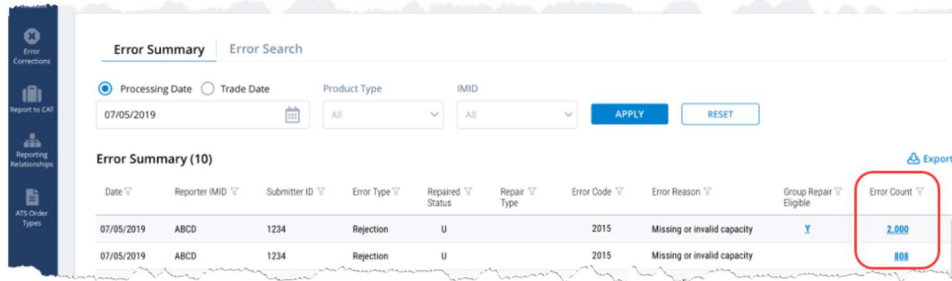 Error
Corrections
Report to CAT
Reporting
Relationships
ATS Order
Types
Error Summary Error Search
Processing Date Trade Date Product Type IMID
07/05/2019 All All APPLY RESET
Error Summary (10) Export
Date Reporter IMID Submitter ID Error Type Repaired Status Repair Type Error Code Error Reason Group Repair Eligible Error Count
07/05/2019 ABCD 1234 Rejection U 2015 Missing or invalid capacity Y 2,000
07/05/2019 ABCD 1234 Rejection U 2015 Missing or invalid capacity 808